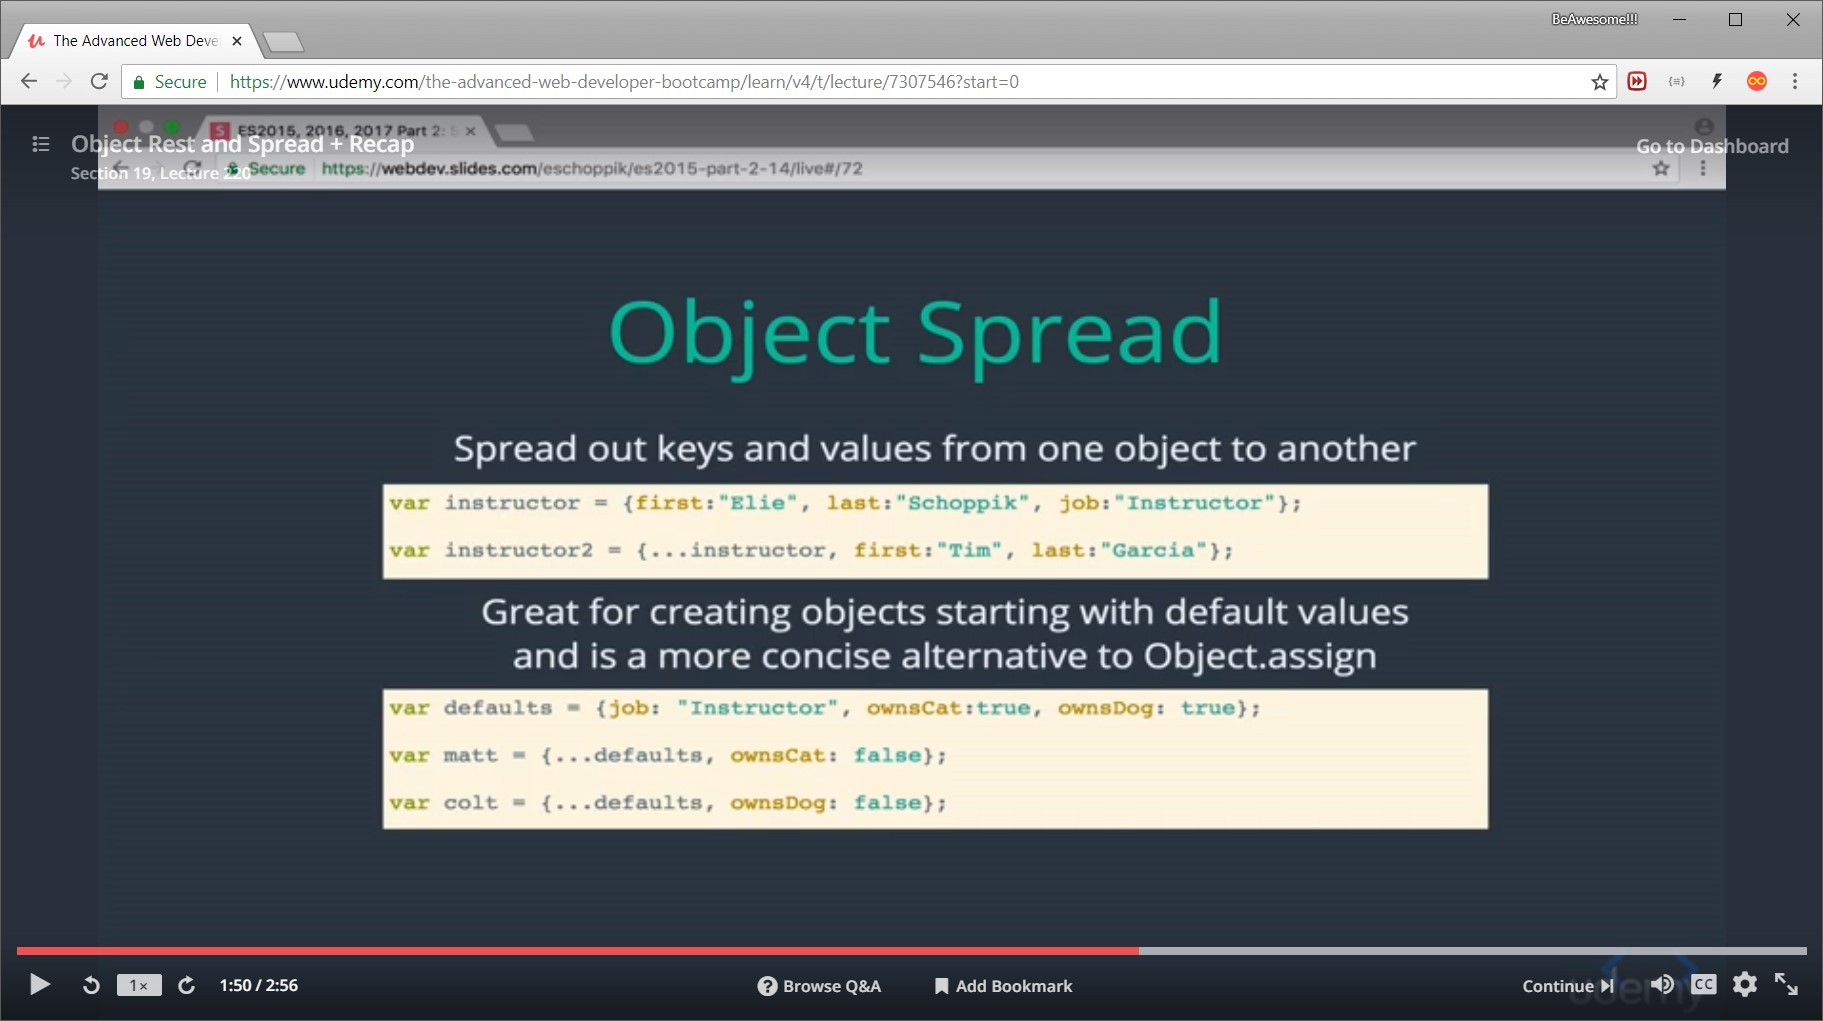 BeAwesome!!!
The Advanced Web Deve
Secure https://www.udemy.com/the-advanced-web-developer-bootcamp/learn/v4/t/lecture/7307546?start=0
ES2015, 2016, 2017 Part 2: S
Object Rest and Spread + Recap
Go to Dashboard
Section 19, Lecture 220
Secure https://webdev.slides.com/eschoppik/es2015-part-2-14/live#/72
Object Spread
Spread out keys and values from one object to another
var instructor = {first:"Elie", last:"Schoppik", job:"Instructor"};
var instructor2 = {...instructor, first:"Tim", last:"Garcia"};
Great for creating objects starting with default values
and is a more concise alternative to Object.assign
var defaults = {job: "Instructor", ownsCat:true, ownsDog: true};
var matt = {...defaults, ownsCat: false};
var colt = {...defaults, ownsDog: false};
1× 1:50 / 2:56 Browse Q&A Add Bookmark Continue CC
udemy